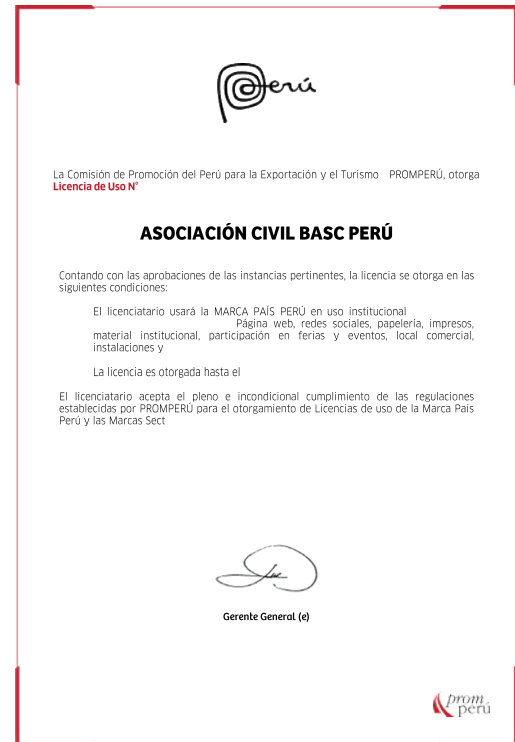 Perú
La Comisión de Promoción del Perú para la Exportación y el Turismo PROMPERÚ, otorga
Licencia de Uso N°
ASOCIACIÓN CIVIL BASC PERÚ
Contando con las aprobaciones de las instancias pertinentes, la licencia se otorga en las
siguientes condiciones:
El licenciatario usará la MARCA PAÍS PERÚ en uso institucional
Página web, redes sociales, papelería, impresos,
material institucional, participación en ferias y eventos, local comercial,
instalaciones y
La licencia es otorgada hasta el
El licenciatario acepta el pleno e incondicional cumplimiento de las regulaciones
establecidas por PROMPERÚ para el otorgamiento de Licencias de uso de la Marca País
Perú y las Marcas Sect
Gerente General (e)
prom
perú